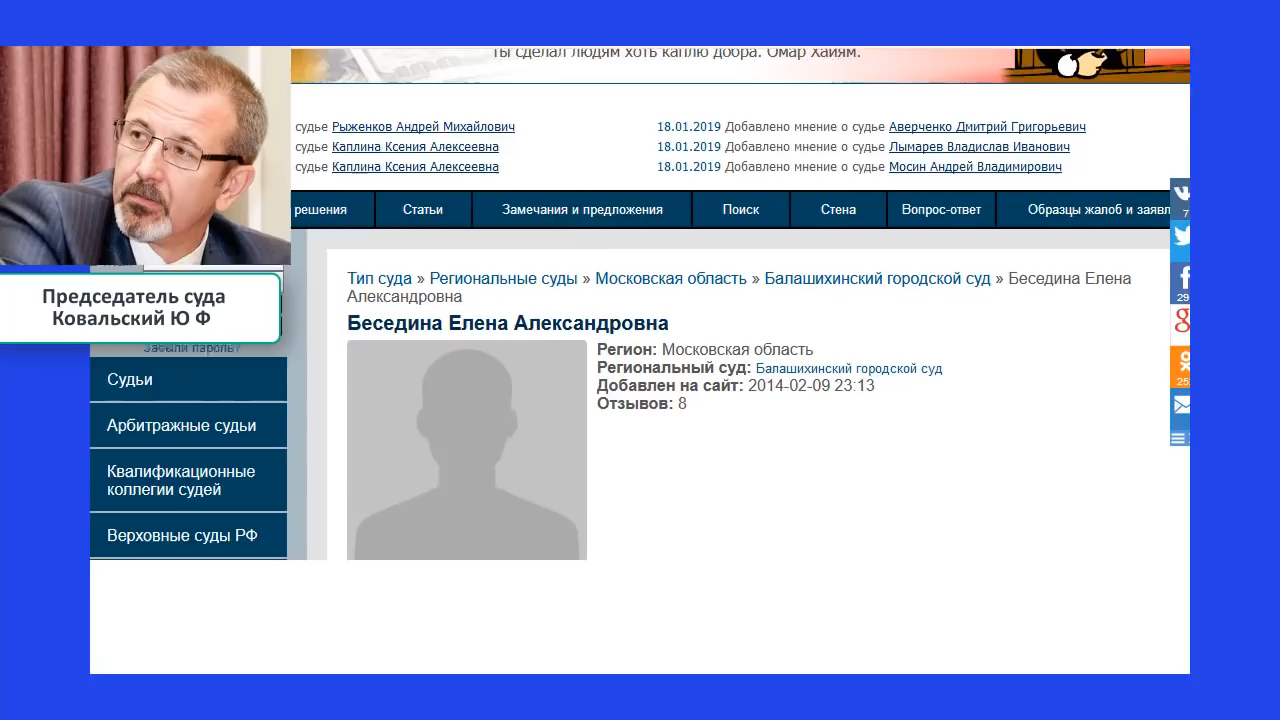 ты сделал людям хоть каплю добра. Омар Хайям.
судье Рыженков Андрей Михайлович
18.01.2019 Добавлено мнение о судье Аверченко Дмитрий Григорьевич
судье Каплина Ксения Алексеевна
18.01.2019 Добавлено мнение о судье Лымарев Владислав Иванович
судье Каплина Ксения Алексеевна
18.01.2019 Добавлено мнение о судье Мосин Андрей Владимирович
решения Статьи Замечания и предложения Поиск Стена Вопрос-ответ Образцы жалоб и заявл
7
29
25
Председатель суда
Ковальский Ю Ф
Забыли пароль?
Судьи
Арбитражные судьи
Квалификационные
коллегии судей
Верховные суды РФ
Тип суда » Региональные суды » Московская область » Балашихинский городской суд » Беседина Елена
Александровна
Беседина Елена Александровна
Регион: Московская область
Региональный суд: Балашихинский городской суд
Добавлен на сайт: 2014-02-09 23:13
Отзывов: 8